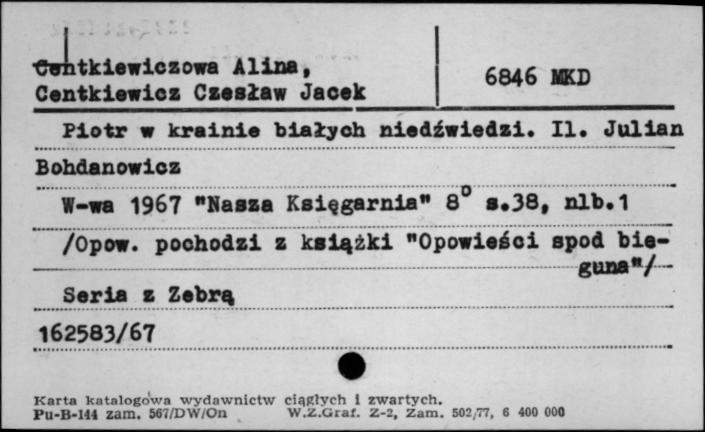 Centkiewiczowa Alina,
Centkiewicz Czesław Jacek
6846 MKD
Piotr w krainie białych niedźwiedzi. Il. Julian
Bohdanowicz
W-wa 1967 "Nasza Księgarnia" 8° s.38, nlb.1
/Opow. pochodzi z książki "Opowieści spod bie-
guna"/
Seria z Zebrą
162583/67
Karta katalogowa wydawnictw ciągłych i zwartych.
Pu-B-144 zam. 567/DW/On W.Z.Graf. Z-2, Zam. 502/77, 6 400 000